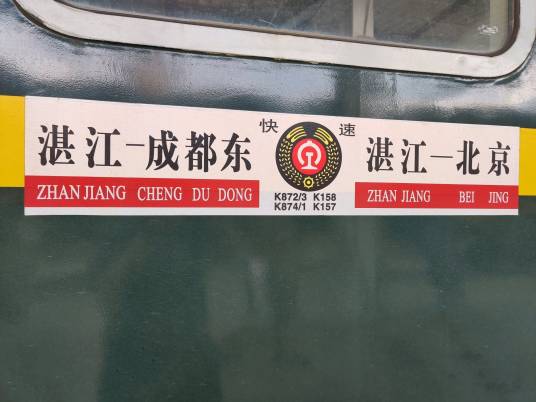 湛江-成都东
ZHAN JIANG CHENG DU DONG
快 速
K872/3 K158
K874/1 K157
湛江-北京
ZHAN JIANG BEI JING